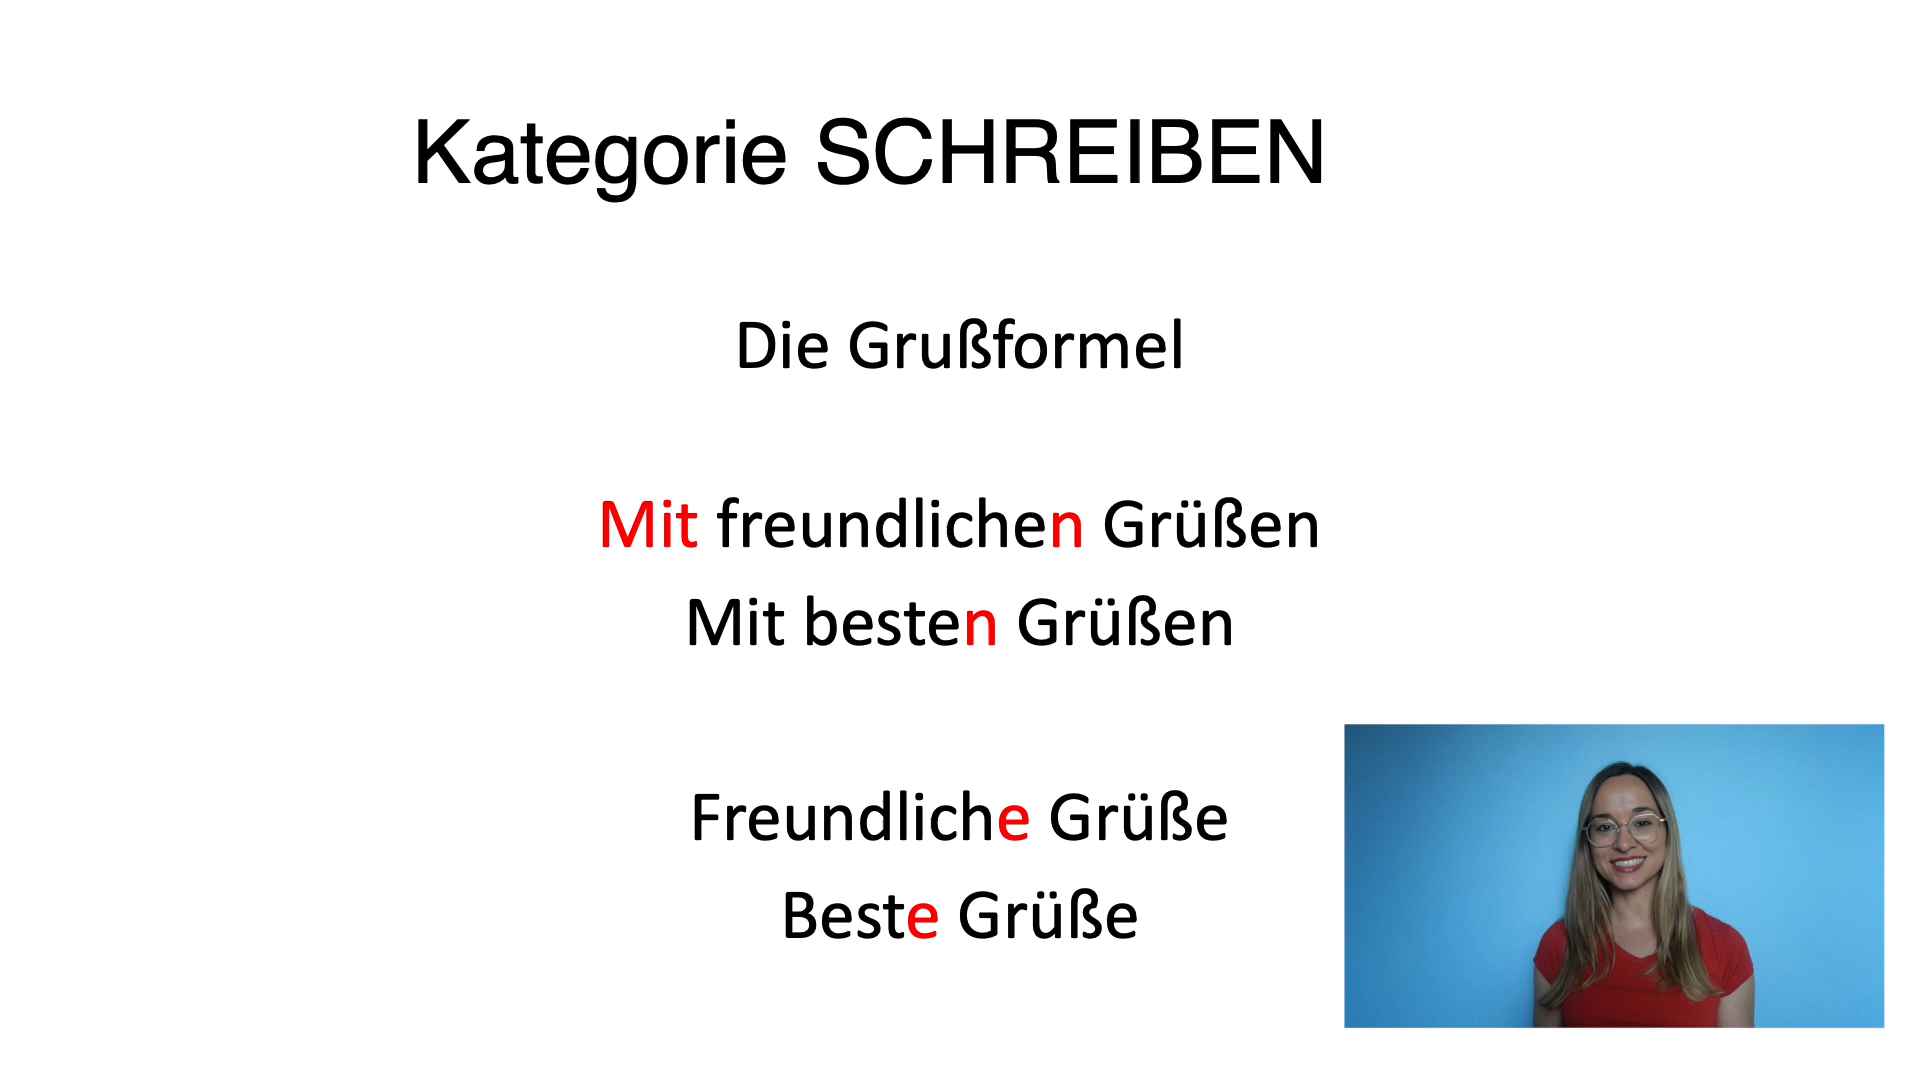 Kategorie SCHREIBEN
Die Grußformel
Mit freundlichen Grüßen
Mit besten Grüßen
Freundliche Grüße
Beste Grüße